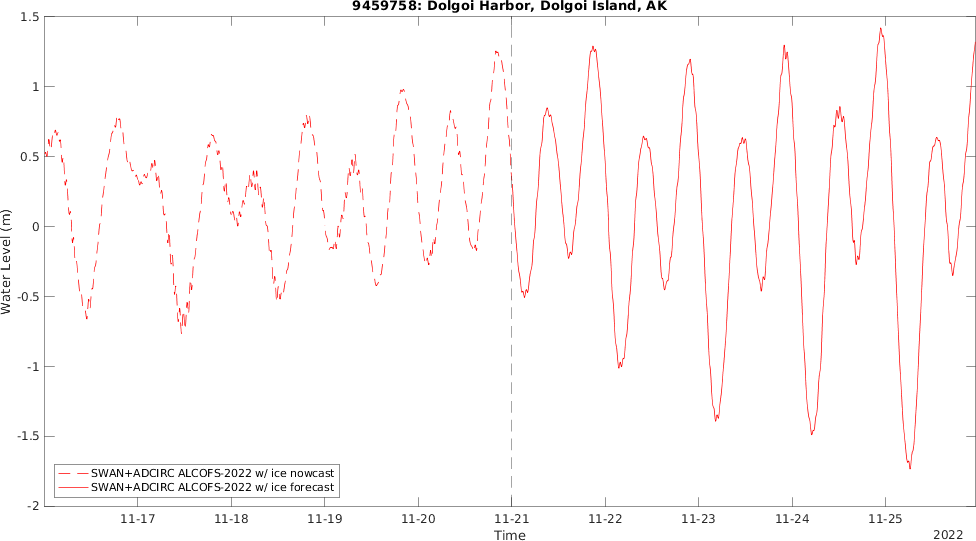 9459758: Dolgoi Harbor, Dolgoi Island, AK
1.5
1
0.5
0
-0.5
-1
-1.5
-2
Water Level (m)
SWAN+ADCIRC ALCOFS-2022 w/ ice nowcast
SWAN+ADCIRC ALCOFS-2022 w/ ice forecast
11-17 11-18 11-19 11-20 11-21 11-22 11-23 11-24 11-25
Time
2022